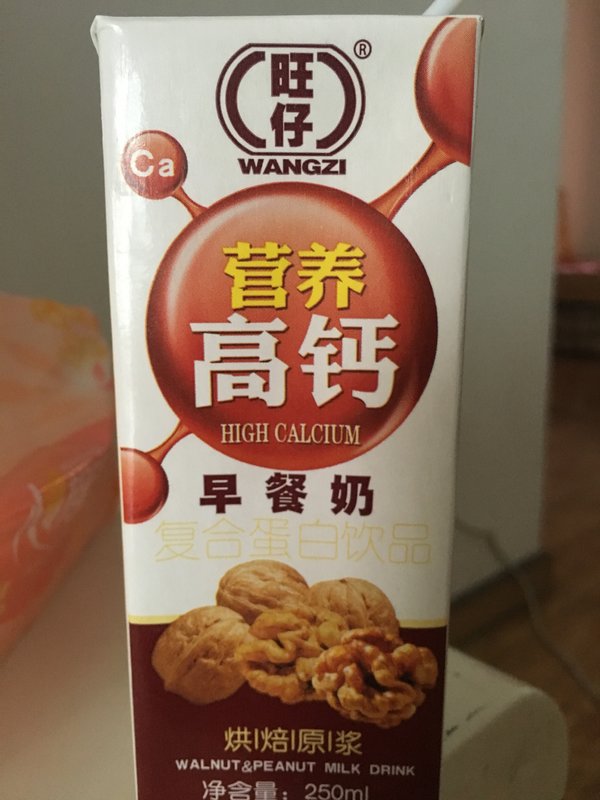 旺仔®
WANGZI
Ca
营养
高钙
HIGH CALCIUM
早餐奶
复合蛋白饮品
烘|焙|原|浆
WALNUT&PEANUT MILK DRINK
净含量：250ml